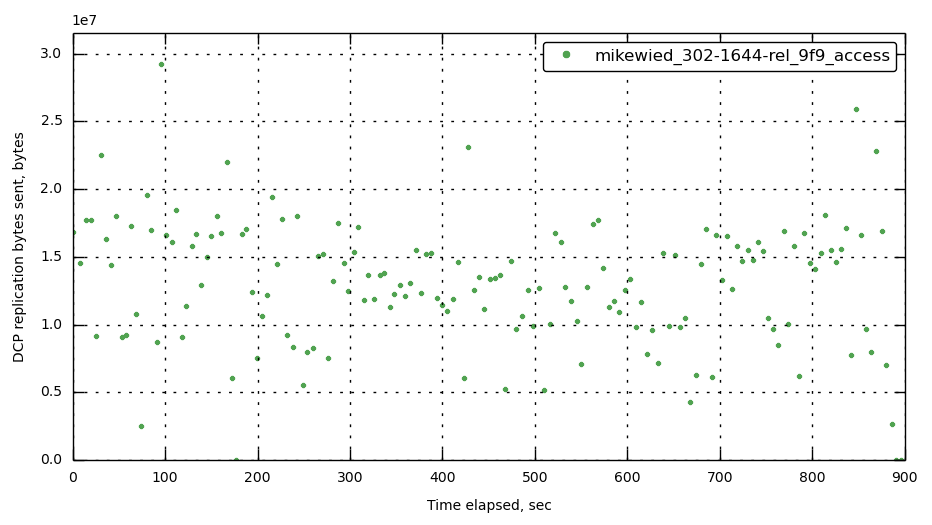 1e7
3.0
2.5
2.0
1.5
1.0
0.5
0.0
DCP replication bytes sent, bytes
mikewied_302-1644-rel_9f9_access
0 100 200 300 400 500 600 700 800 900
Time elapsed, sec